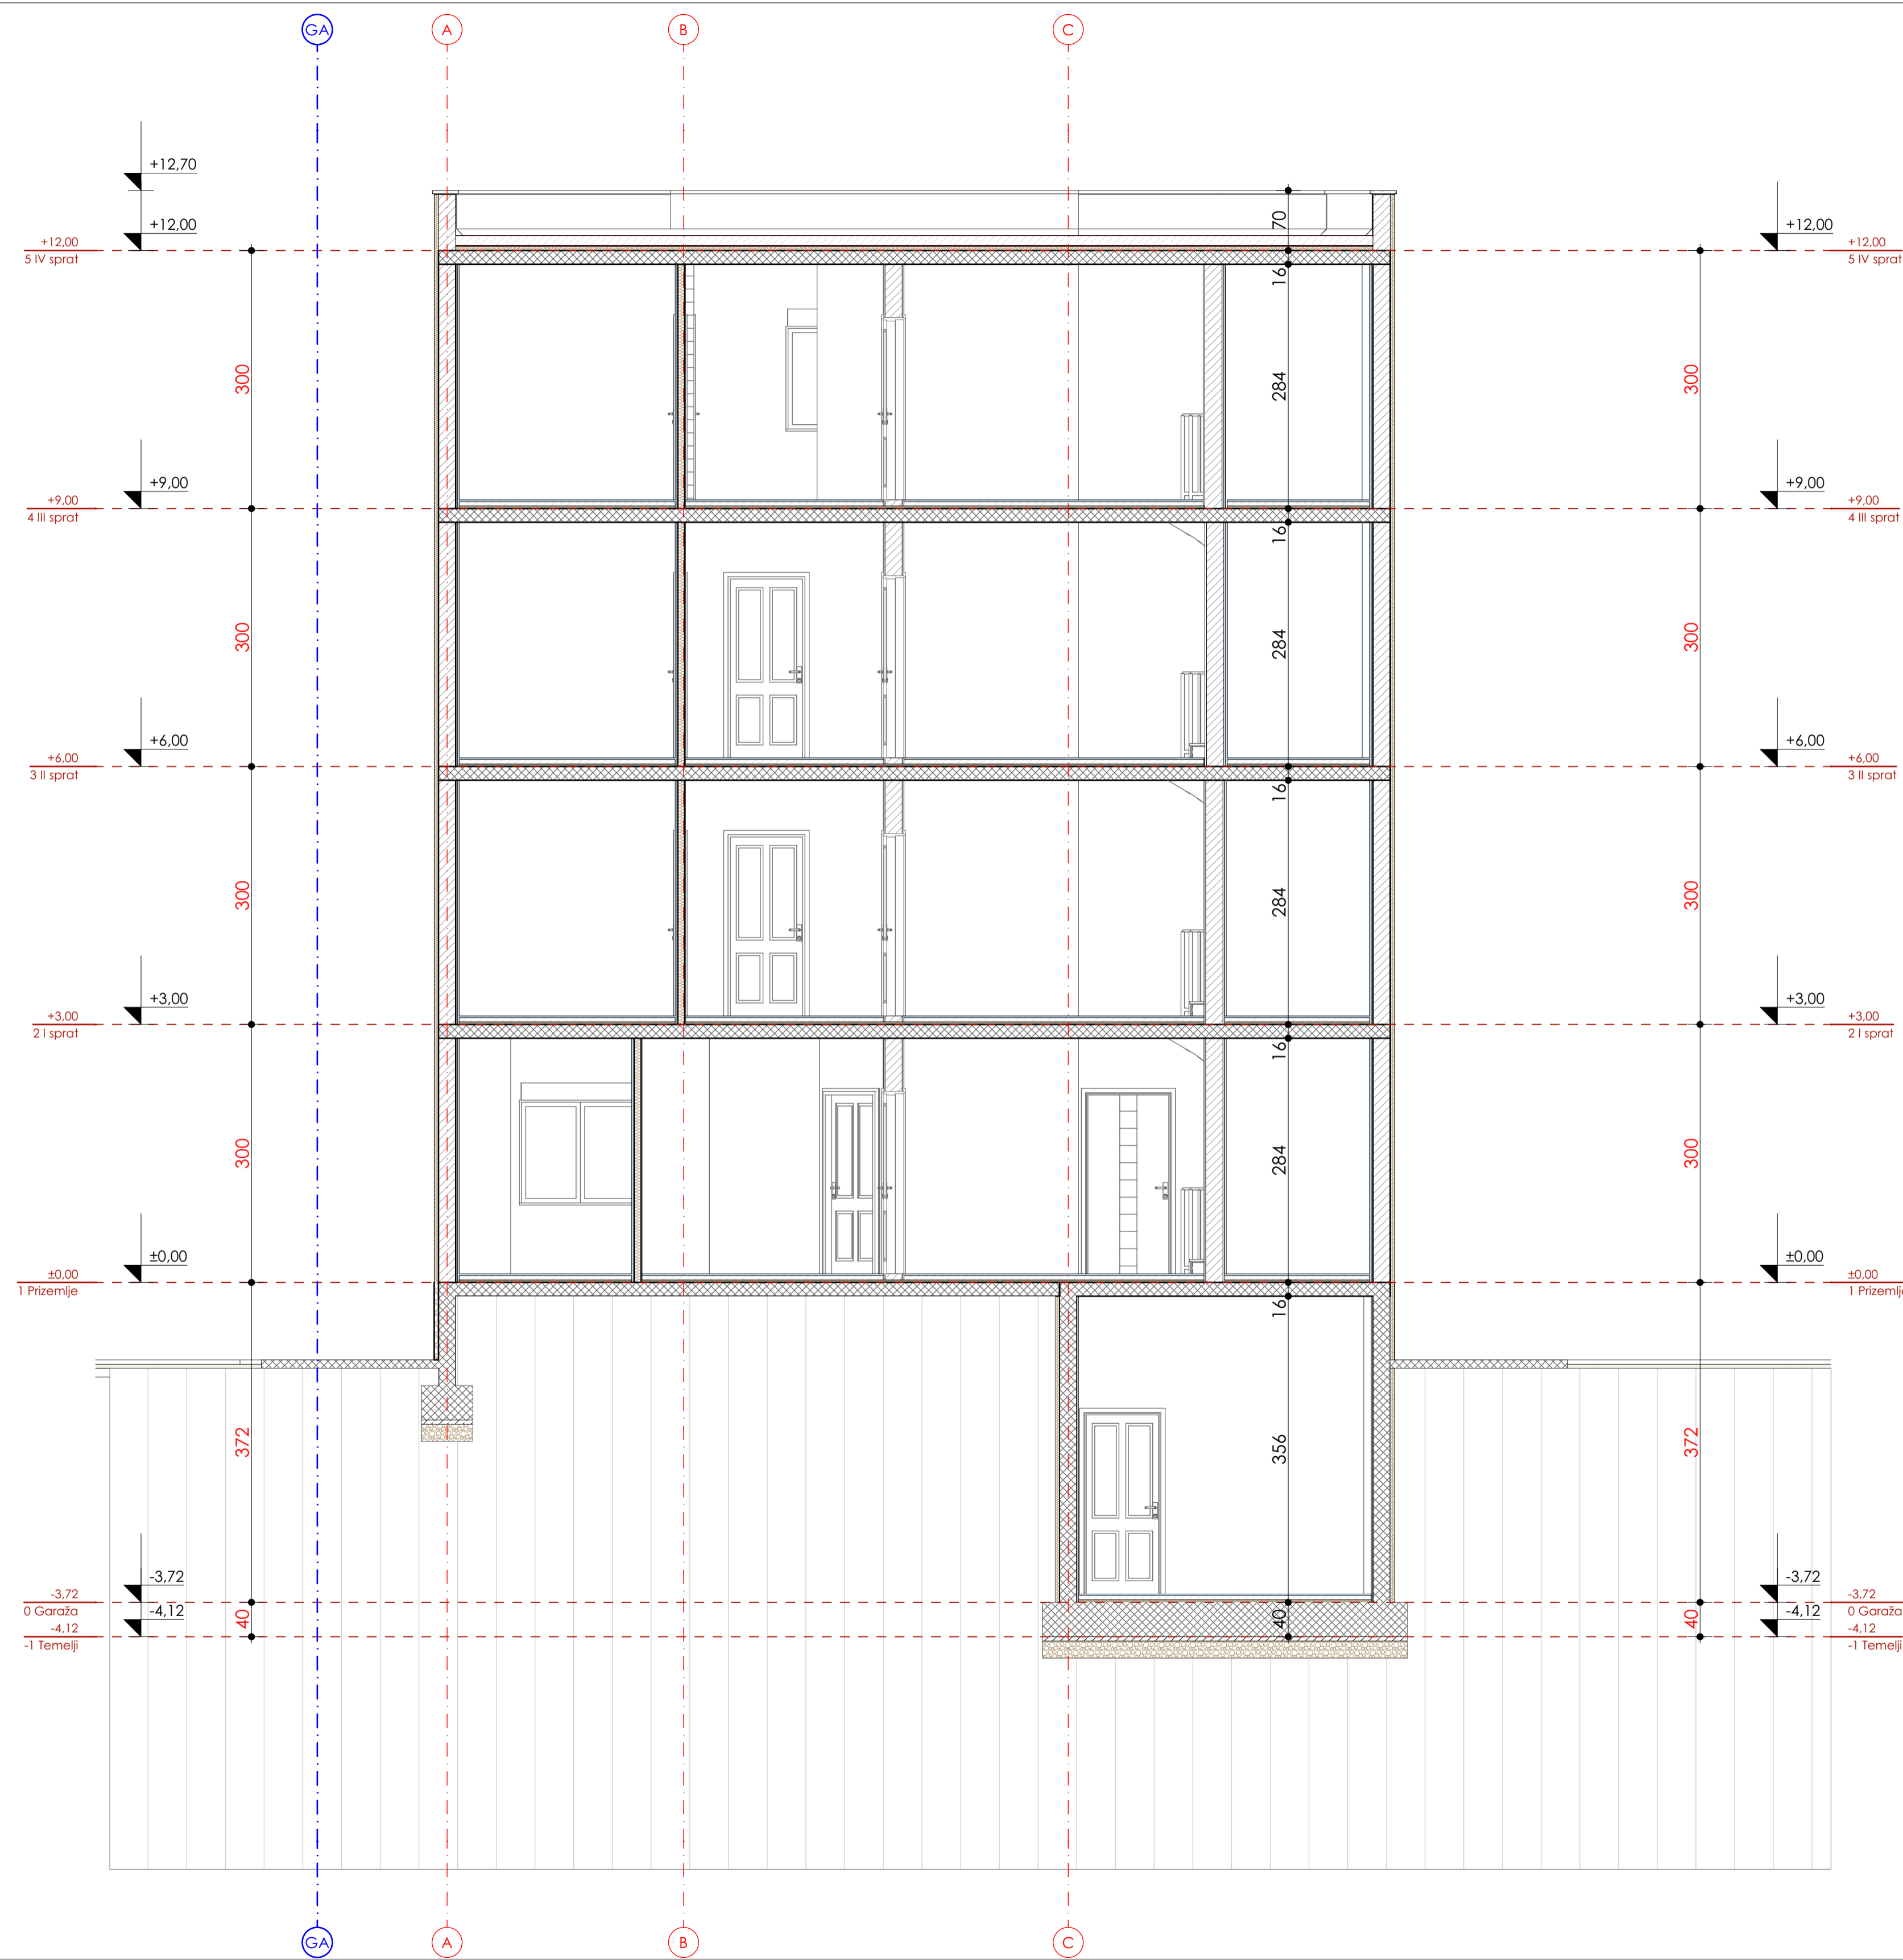 GA A B C
+12,70
+12,00 +12,00
+12,00 +12,00
5 IV sprat 5 IV sprat
70
16
300 284 300
+9,00 +9,00
+9,00 +9,00
4 III sprat 4 III sprat
16
300 284 300
+6,00 +6,00
+6,00 +6,00
3 II sprat 3 II sprat
16
300 284 300
+3,00 +3,00
+3,00 +3,00
2 I sprat 2 I sprat
16
300 284 300
±0,00 ±0,00
±0,00 ±0,00
1 Prizemlje 1 Prizemlje
16
372 356 372
-3,72 -3,72
-3,72 -3,72
0 Garaža -4,12 -4,12 0 Garaža
40 40 40
-4,12 -4,12
-1 Temelji -1 Temelji
GA A B C